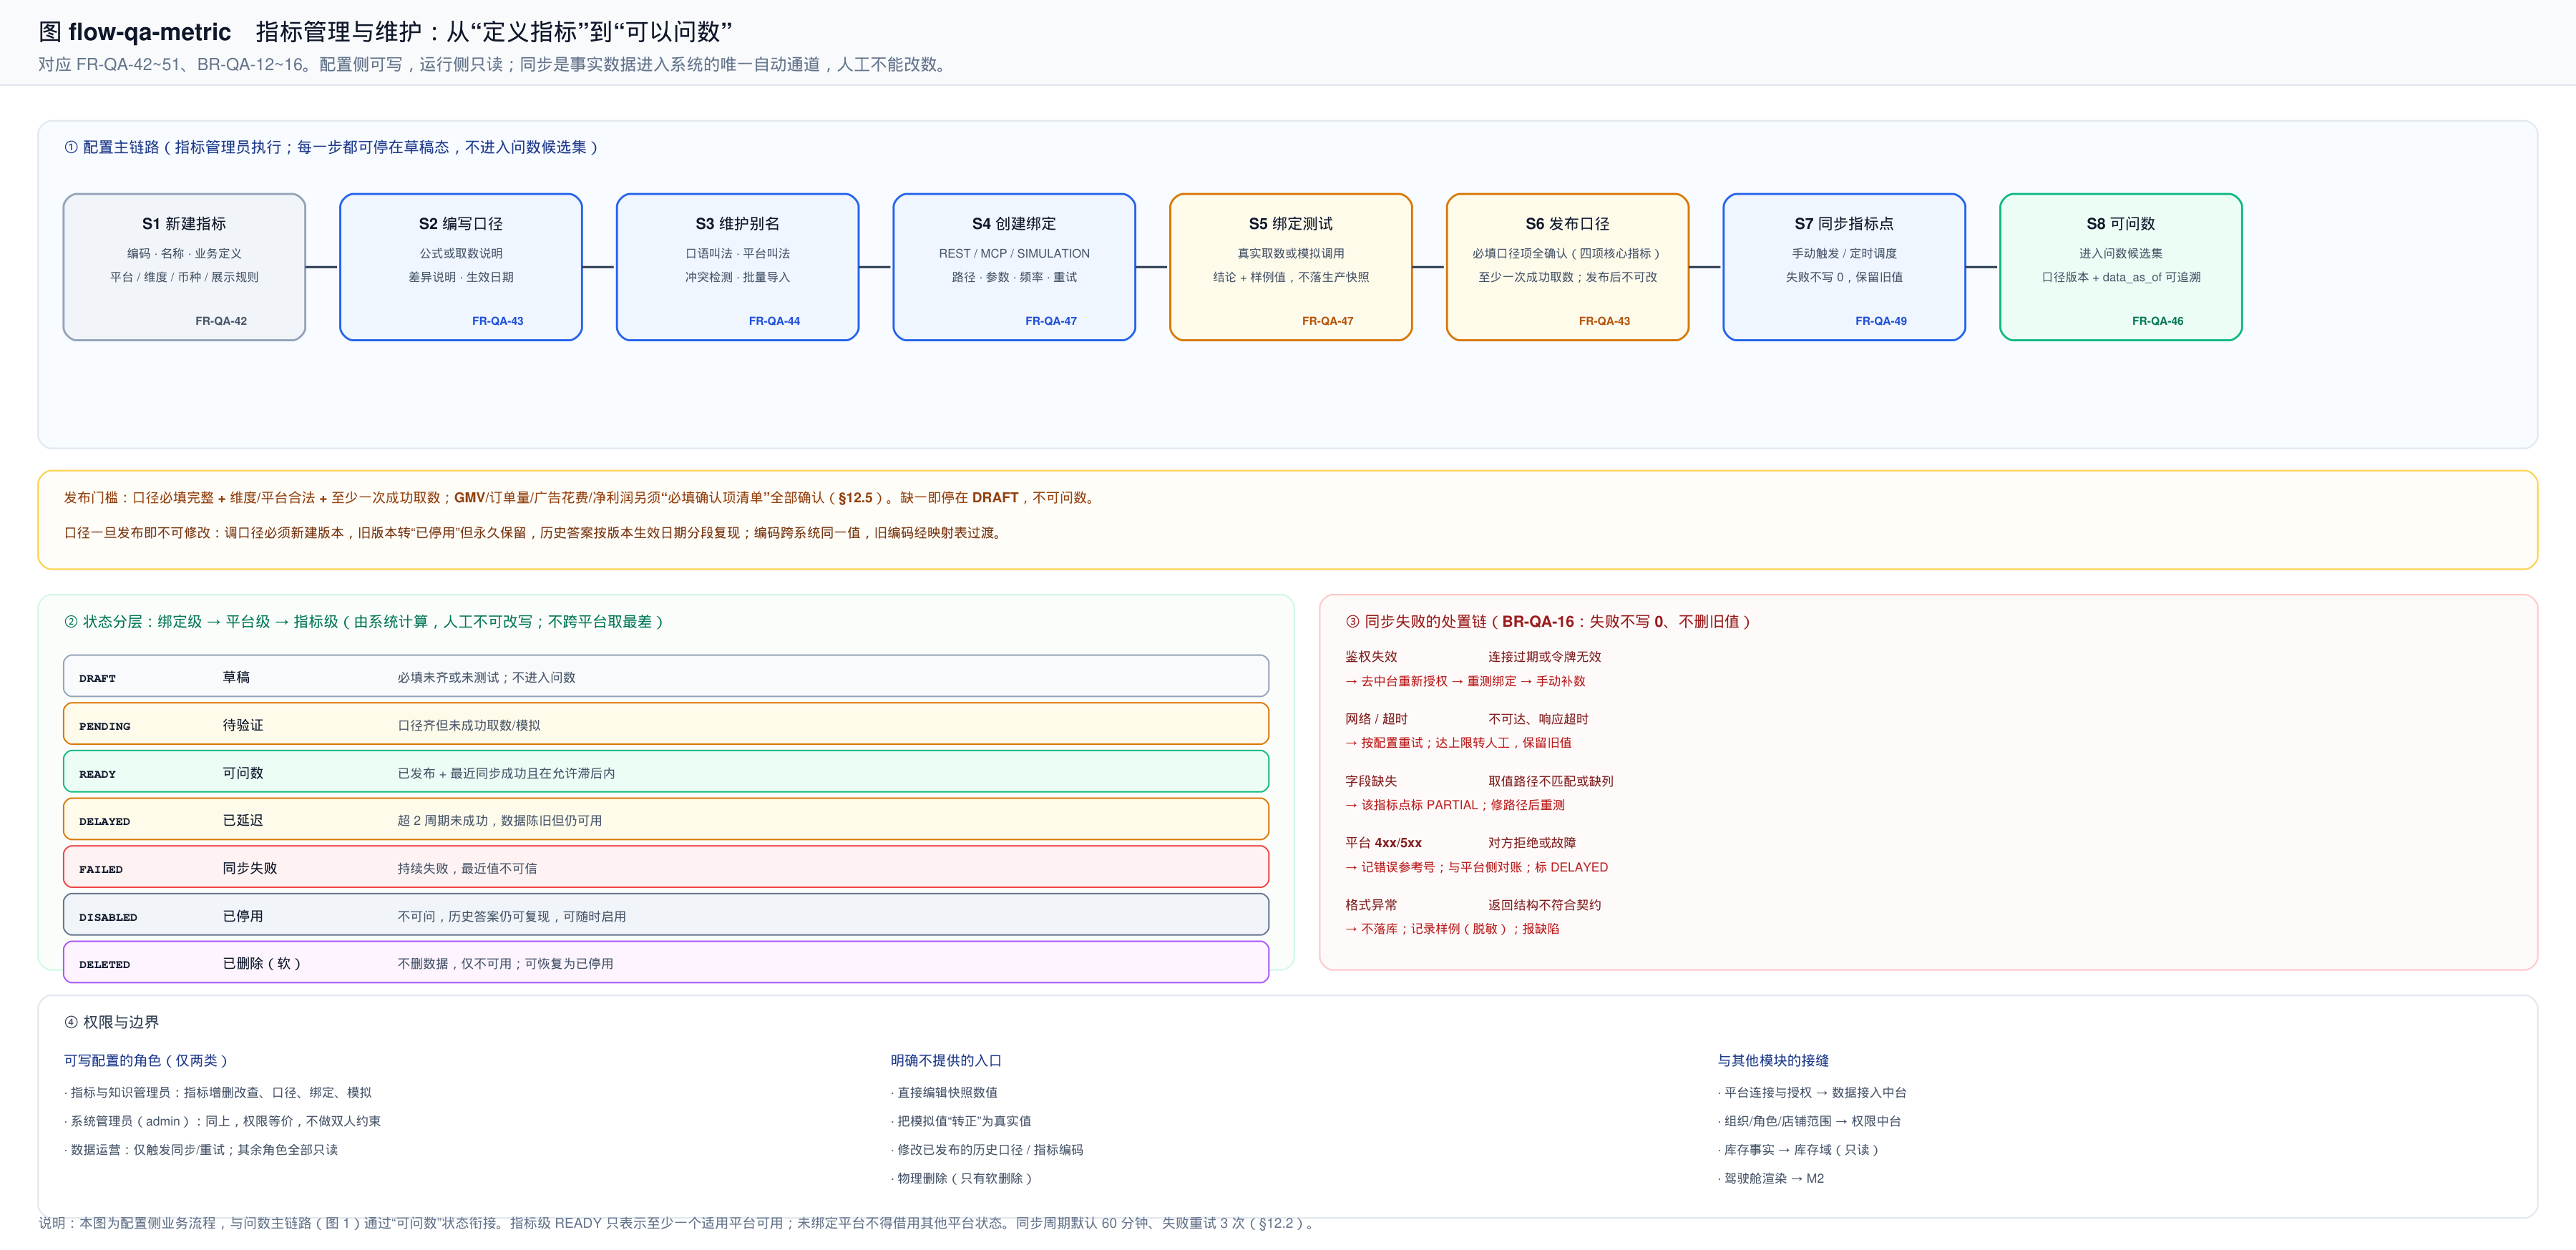 图 flow-qa-metric　指标管理与维护：从“定义指标”到“可以问数”
对应 FR-QA-42~51、BR-QA-12~16。配置侧可写，运行侧只读；同步是事实数据进入系统的唯一自动通道，人工不能改数。
① 配置主链路（指标管理员执行；每一步都可停在草稿态，不进入问数候选集）
S1 新建指标
编码 · 名称 · 业务定义
平台 / 维度 / 币种 / 展示规则
FR-QA-42
S2 编写口径
公式或取数说明
差异说明 · 生效日期
FR-QA-43
S3 维护别名
口语叫法 · 平台叫法
冲突检测 · 批量导入
FR-QA-44
S4 创建绑定
REST / MCP / SIMULATION
路径 · 参数 · 频率 · 重试
FR-QA-47
S5 绑定测试
真实取数或模拟调用
结论 + 样例值，不落生产快照
FR-QA-47
S6 发布口径
必填口径项全确认（四项核心指标）
至少一次成功取数；发布后不可改
FR-QA-43
S7 同步指标点
手动触发 / 定时调度
失败不写 0，保留旧值
FR-QA-49
S8 可问数
进入问数候选集
口径版本 + data_as_of 可追溯
FR-QA-46
发布门槛：口径必填完整 + 维度/平台合法 + 至少一次成功取数；GMV/订单量/广告花费/净利润另须“必填确认项清单”全部确认（§12.5）。缺一即停在 DRAFT，不可问数。
口径一旦发布即不可修改：调口径必须新建版本，旧版本转“已停用”但永久保留，历史答案按版本生效日期分段复现；编码跨系统同一值，旧编码经映射表过渡。
② 状态分层：绑定级 → 平台级 → 指标级（由系统计算，人工不可改写；不跨平台取最差）
DRAFT 草稿 必填未齐或未测试；不进入问数
PENDING 待验证 口径齐但未成功取数/模拟
READY 可问数 已发布 + 最近同步成功且在允许滞后内
DELAYED 已延迟 超 2 周期未成功，数据陈旧但仍可用
FAILED 同步失败 持续失败，最近值不可信
DISABLED 已停用 不可问，历史答案仍可复现，可随时启用
DELETED 已删除（软） 不删数据，仅不可用；可恢复为已停用
③ 同步失败的处置链（BR-QA-16：失败不写 0、不删旧值）
鉴权失效 连接过期或令牌无效
→ 去中台重新授权 → 重测绑定 → 手动补数
网络 / 超时 不可达、响应超时
→ 按配置重试；达上限转人工，保留旧值
字段缺失 取值路径不匹配或缺列
→ 该指标点标 PARTIAL；修路径后重测
平台 4xx/5xx 对方拒绝或故障
→ 记错误参考号；与平台侧对账；标 DELAYED
格式异常 返回结构不符合契约
→ 不落库；记录样例（脱敏）；报缺陷
④ 权限与边界
可写配置的角色（仅两类）
· 指标与知识管理员：指标增删改查、口径、绑定、模拟
· 系统管理员（admin）：同上，权限等价，不做双人约束
· 数据运营：仅触发同步/重试；其余角色全部只读
明确不提供的入口
· 直接编辑快照数值
· 把模拟值“转正”为真实值
· 修改已发布的历史口径 / 指标编码
· 物理删除（只有软删除）
与其他模块的接缝
· 平台连接与授权 → 数据接入中台
· 组织/角色/店铺范围 → 权限中台
· 库存事实 → 库存域（只读）
· 驾驶舱渲染 → M2
说明：本图为配置侧业务流程，与问数主链路（图 1）通过“可问数”状态衔接。指标级 READY 只表示至少一个适用平台可用；未绑定平台不得借用其他平台状态。同步周期默认 60 分钟、失败重试 3 次（§12.2）。